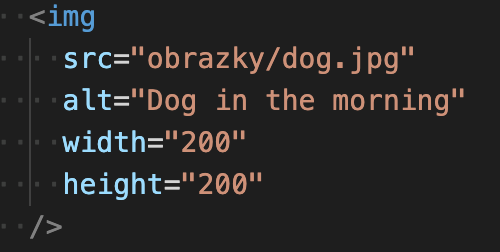 <img
src="obrazky/dog.jpg"
alt="Dog in the morning"
width="200"
height="200"
/>